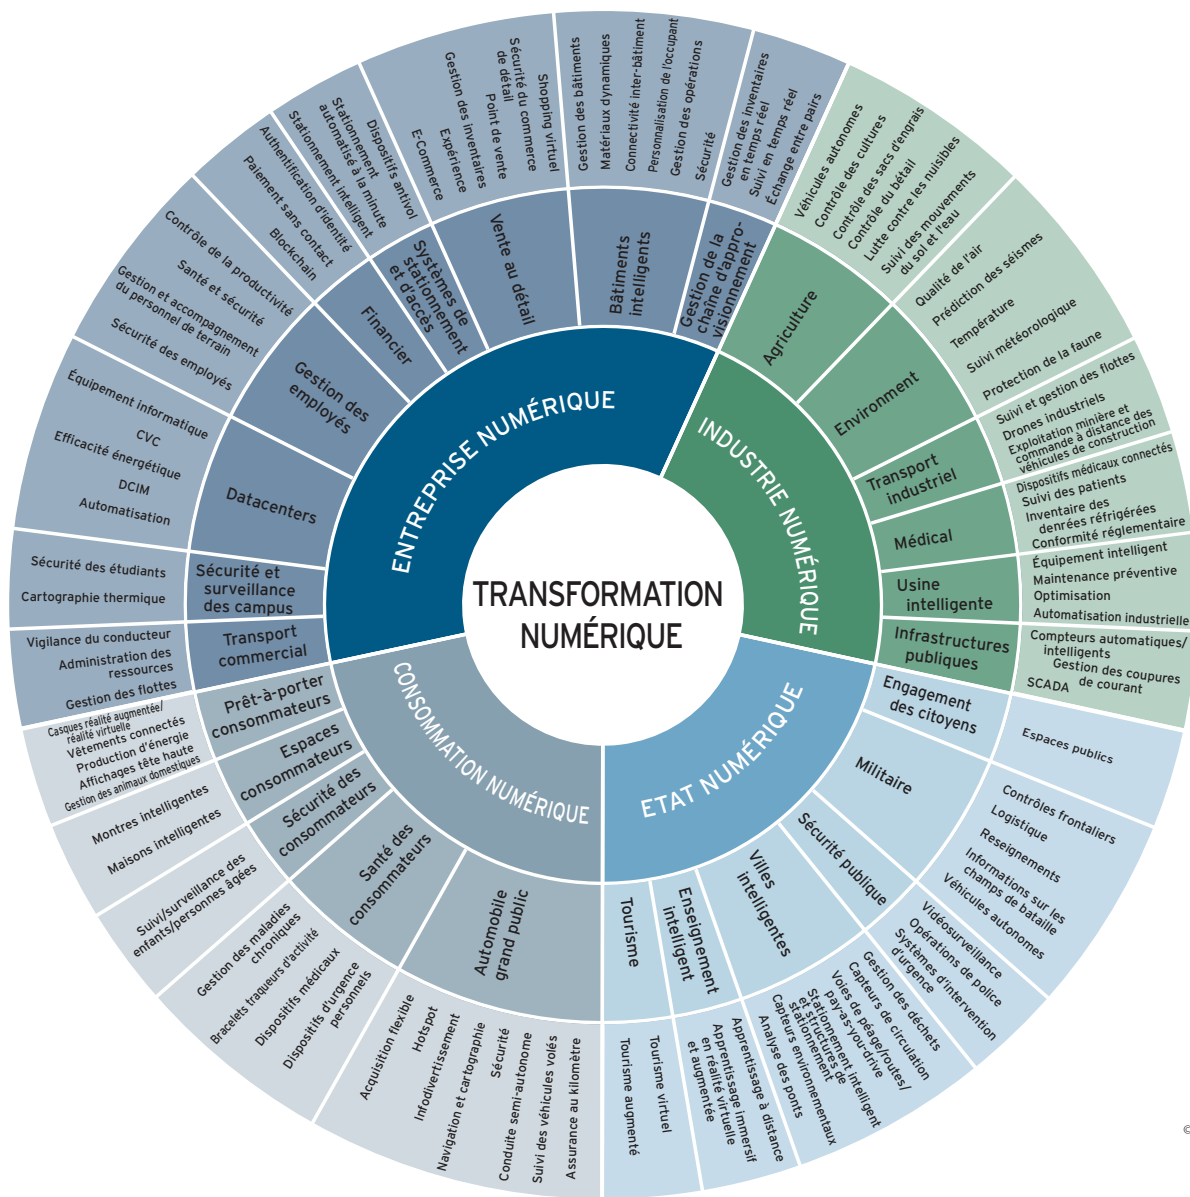 TRANSFORMATION
NUMÉRIQUE
ENTREPRISE NUMÉRIQUE
Transport
commercial
Vigilance du conducteur
Administration des
ressources
Gestion des flottes
Sécurité et
surveillance
des campus
Sécurité des étudiants
Cartographie thermique
Datacenters
Équipement informatique
CVC
Efficacité énergétique
DCIM
Automatisation
Gestion des
employés
Contrôle de la productivité
Santé et sécurité
Gestion et accompagnement
du personnel de terrain
Sécurité des employés
Financier
Authentification d'identité
Paiement sans contact
Blockchain
Systèmes de
stationnement
et d'accès
Dispositifs antivol
Stationnement
automatisé à la minute
Stationnement intelligent
Vente au
détail
E-Commerce
Expérience
Gestion des inventaires
Point de vente
Sécurité du commerce
de détail
Shopping virtuel
Bâtiments
intelligents
Gestion des bâtiments
Matériaux dynamiques
Connectivité inter-bâtiment
Personnalisation de l'occupant
Gestion des opérations
Sécurité
Gestion de la
chaîne d'appro-
visionnement
Gestion des inventaires
en temps réel
Suivi en temps réel
Échange entre pairs
INDUSTRIE NUMÉRIQUE
Agriculture
Véhicules autonomes
Contrôle des cultures
Contrôle des sacs d'engrais
Contrôle du bétail
Lutte contre les nuisibles
Suivi des mouvements
du sol et l'eau
Environment
Qualité de l'air
Prédiction des séismes
Température
Suivi météorologique
Protection de la faune
Transport
industriel
Suivi et gestion des flottes
Drones industriels
Exploitation minière et
commande à distance des
véhicules de construction
Médical
Dispositifs médicaux connectés
Suivi des patients
Inventaire des
denrées réfrigérées
Conformité réglementaire
Usine
intelligente
Équipement intelligent
Maintenance préventive
Optimisation
Automatisation industrielle
Infrastructures
publiques
Compteurs automatiques/
intelligents
Gestion des coupures
de courant
SCADA
ETAT NUMÉRIQUE
Engagement
des citoyens
Espaces publics
Militaire
Contrôles frontaliers
Logistique
Reseignements
Informations sur les
champs de bataille
Véhicules autonomes
Sécurité publique
Vidéosurveillance
Opérations de police
Systèmes d'intervention
d'urgence
Villes
intelligentes
Gestion des déchets
Capteurs de circulation
Voies de péage/routes/
pay-as-you-drive
Stationnement intelligent
et structures de
stationnement
Capteurs environnementaux
Analyse des ponts
Enseignement
intelligent
Apprentissage à distance
Apprentissage immersif
en réalité virtuelle
et augmentée
Tourisme
Tourisme virtuel
Tourisme augmenté
CONSOMMATION NUMÉRIQUE
Automobile
grand public
Acquisition flexible
Hotspot
Infodivertissement
Navigation et cartographie
Sécurité
Conduite semi-autonome
Suivi des véhicules volés
Assurance au kilomètre
Santé des
consommateurs
Gestion des maladies
chroniques
Bracelets traqueurs d'activité
Dispositifs médicaux
Dispositifs d'urgence
personnels
Sécurité des
consommateurs
Suivi/surveillance des
enfants/personnes âgées
Espaces
consommateurs
Montres intelligentes
Maisons intelligentes
Prêt-à-porter
consommateurs
Casques réalité augmentée/
réalité virtuelle
Vêtements connectés
Production d'énergie
Affichages tête haute
Gestion des animaux domestiques
©